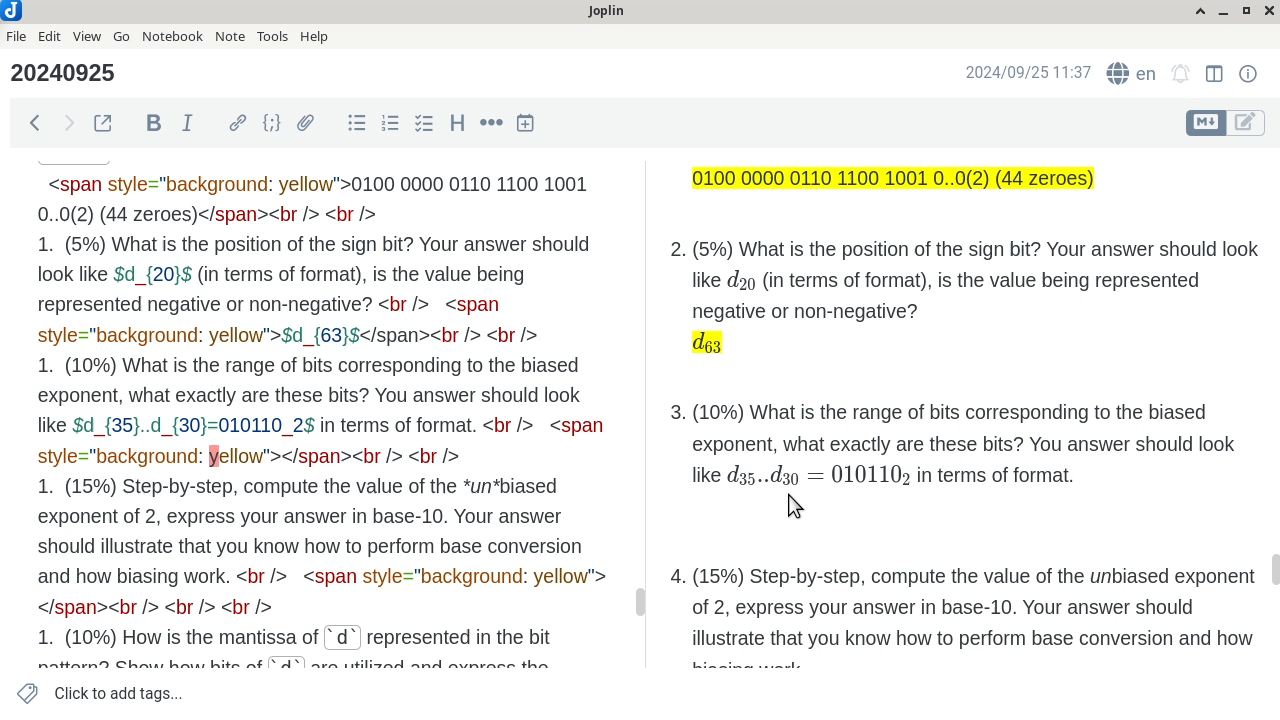 Joplin
File Edit View Go Notebook Note Tools Help
20240925
2024/09/25 11:37
en
<span style="background: yellow">0100 0000 0110 1100 1001
0..0(2) (44 zeroes)</span><br /> <br />
1. (5%) What is the position of the sign bit? Your answer should
look like $d_{20}$ (in terms of format), is the value being
represented negative or non-negative? <br /> <span
style="background: yellow">$d_{63}$</span><br /> <br />
1. (10%) What is the range of bits corresponding to the biased
exponent, what exactly are these bits? You answer should look
like $d_{35}..d_{30}=010110_2$ in terms of format. <br /> <span
style="background: yellow"></span><br /> <br />
1. (15%) Step-by-step, compute the value of the *un*biased
exponent of 2, express your answer in base-10. Your answer
should illustrate that you know how to perform base conversion
and how biasing work. <br /> <span style="background: yellow">
</span><br /> <br /> <br />
1. (10%) How is the mantissa of `d` represented in the bit
pattern? Show how bits of `d` are utilized and express the
0100 0000 0110 1100 1001 0..0(2) (44 zeroes)
2. (5%) What is the position of the sign bit? Your answer should look
like d20 (in terms of format), is the value being represented
negative or non-negative?
d63
3. (10%) What is the range of bits corresponding to the biased
exponent, what exactly are these bits? You answer should look
like d35..d30 = 0101102 in terms of format.
4. (15%) Step-by-step, compute the value of the unbiased exponent
of 2, express your answer in base-10. Your answer should
illustrate that you know how to perform base conversion and how
biasing work.
Click to add tags...